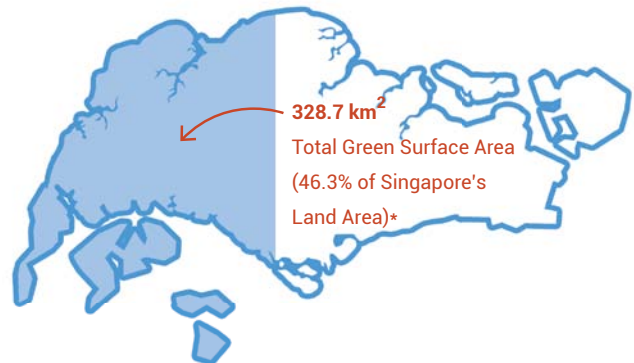 328.7 km²
Total Green Surface Area
(46.3% of Singapore's
Land Area)*